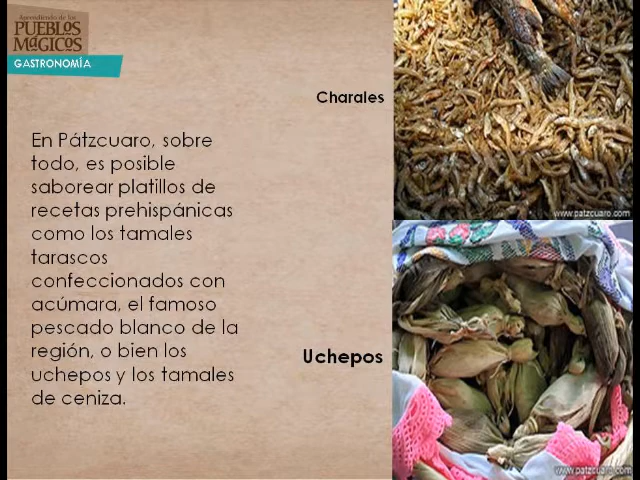 Aprendiendo de los
PUEBLOS
MáGICOS
GASTRONOMÍA
Charales
En Pátzcuaro, sobre
todo, es posible
saborear platillos de
recetas prehispánicas
como los tamales
tarascos
confeccionados con
acúmara, el famoso
pescado blanco de la
región, o bien los
uchepos y los tamales
de ceniza.
www.patzcuaro.com
Uchepos
www.patzcuaro.com